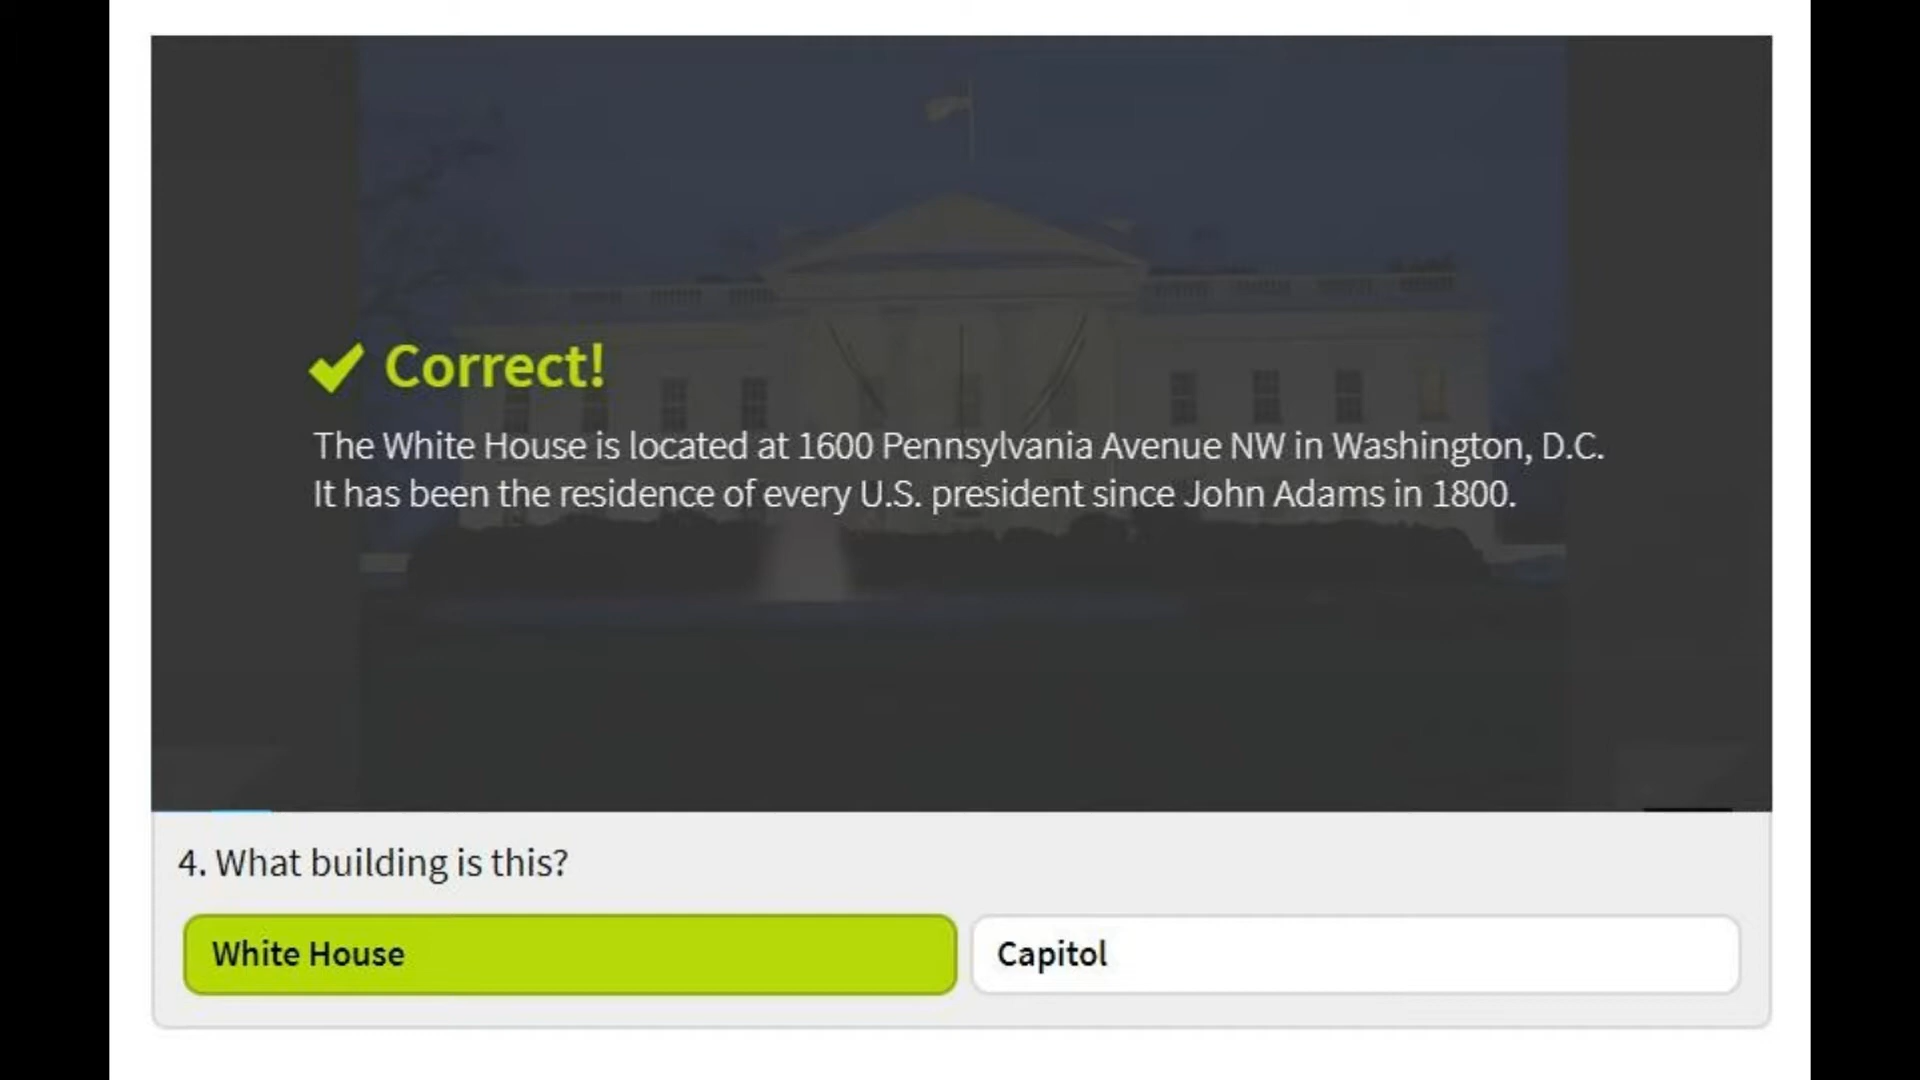 Correct!
The White House is located at 1600 Pennsylvania Avenue NW in Washington, D.C.
It has been the residence of every U.S. president since John Adams in 1800.
4. What building is this?
White House
Capitol